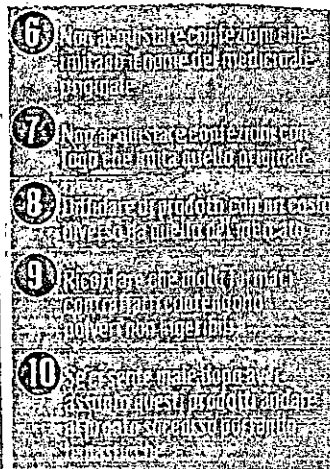 6 Non acquistare confezioni che
imitano il nome del medicinale
originale
7 Non acquistare confezioni con
logo che imita quello originale
8 Diffidare di prodotti con un costo
diverso da quello del mercato
9 Ricordare che molti farmaci
contraffatti contengono
polveri non
10 Se ci si sente male dopo aver
assunto questi prodotti andare
al pronto soccorso portando